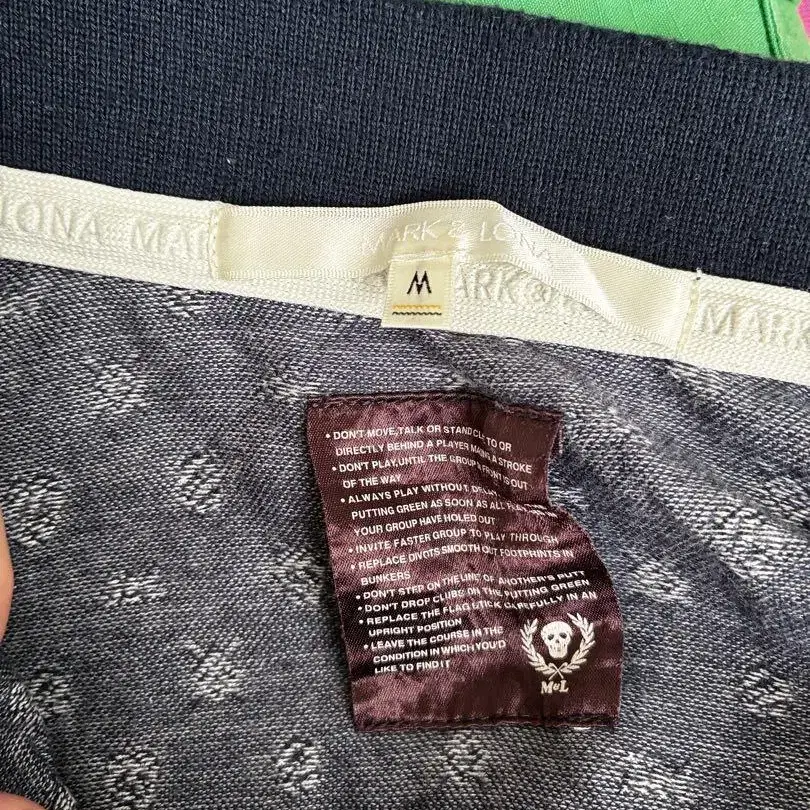 LONA MAR
MARK & LONA
M
ARK &
MARK
• DON'T MOVE,TALK OR STAND TO OR
DIRECTLY BEHIND A PLAYER MAKING A STROKE
• DON'T PLAY,UNTIL THE GROUP IN FRONT IS OUT
OF THE WAY
• ALWAYS PLAY WITHOUT DELAY
PUTTING GREEN AS SOON AS ALL
YOUR GROUP HAVE HOLED OUT
• INVITE FASTER GROUP TO PLAY THROUGH
• REPLACE DIVOTS SMOOTH OUT FOOTPRINTS IN
BUNKERS
• DON'T STEP ON THE LINE OF ANOTHER'S PUTT
• DON'T DROP CLUBS ON THE PUTTING GREEN
• REPLACE THE FLAG STICK CAREFULLY IN AN
UPRIGHT POSITION
• LEAVE THE COURSE IN THE
CONDITION IN WHICH YOU'D
LIKE TO FIND IT
M&L